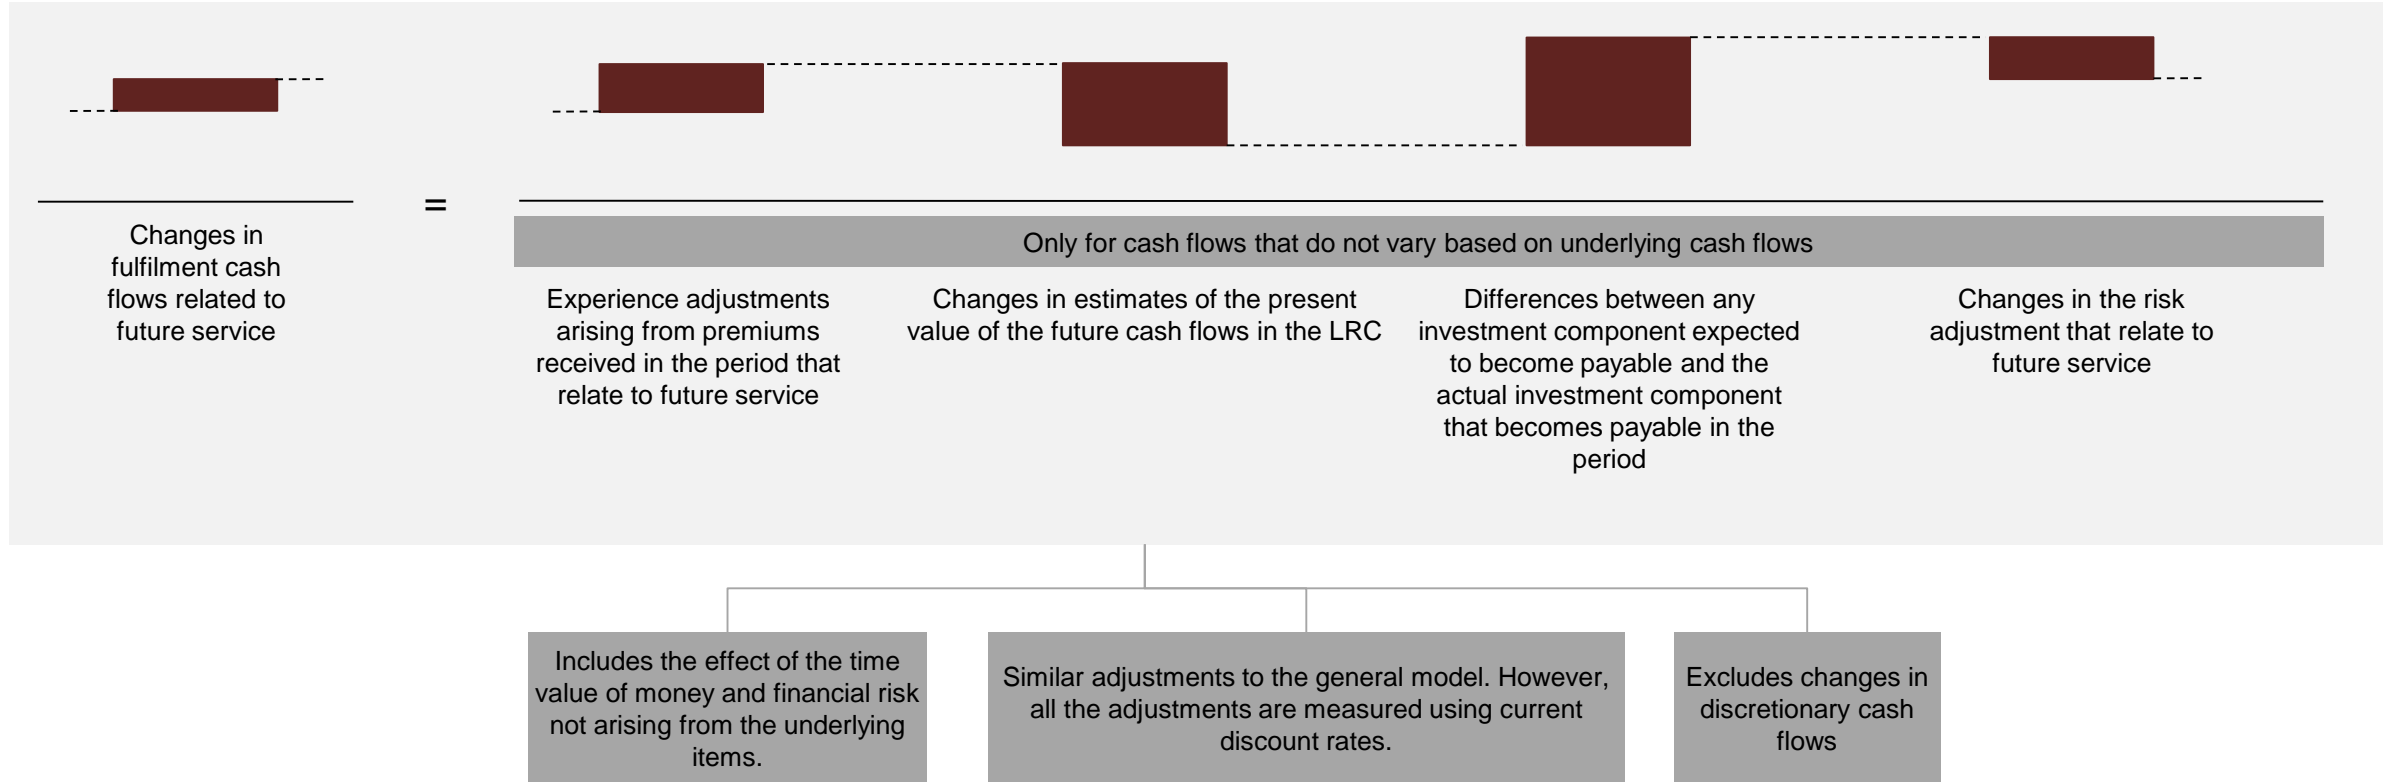 =
Changes in
fulfilment cash
flows related to
future service
Only for cash flows that do not vary based on underlying cash flows
Experience adjustments
arising from premiums
received in the period that
relate to future service
Changes in estimates of the present
value of the future cash flows in the LRC
Differences between any
investment component expected
to become payable and the
actual investment component
that becomes payable in the
period
Changes in the risk
adjustment that relate to
future service
Includes the effect of the time
value of money and financial risk
not arising from the underlying
items.
Similar adjustments to the general model. However,
all the adjustments are measured using current
discount rates.
Excludes changes in
discretionary cash
flows